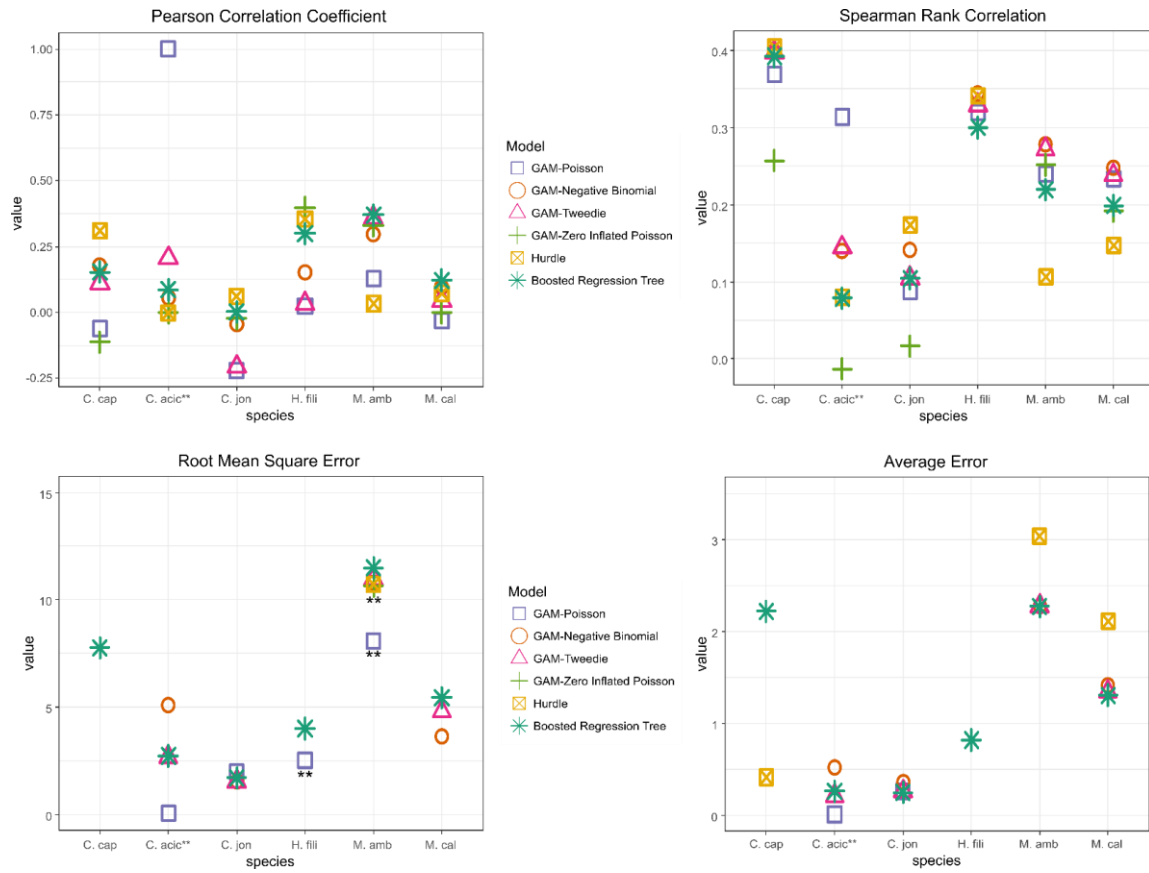 Pearson Correlation Coefficient
1.00
0.75
0.50
0.25
0.00
-0.25
value
C. cap C. acic** C. jon H. fili M. amb M. cal
species
Model
GAM-Poisson
GAM-Negative Binomial
GAM-Tweedie
GAM-Zero Inflated Poisson
Hurdle
Boosted Regression Tree
Spearman Rank Correlation
0.4
0.3
0.2
0.1
0.0
value
C. cap C. acic** C. jon H. fili M. amb M. cal
species
Root Mean Square Error
15
10
5
0
value
**
**
**
C. cap C. acic** C. jon H. fili M. amb M. cal
species
Model
GAM-Poisson
GAM-Negative Binomial
GAM-Tweedie
GAM-Zero Inflated Poisson
Hurdle
Boosted Regression Tree
Average Error
3
2
1
0
value
C. cap C. acic** C. jon H. fili M. amb M. cal
species